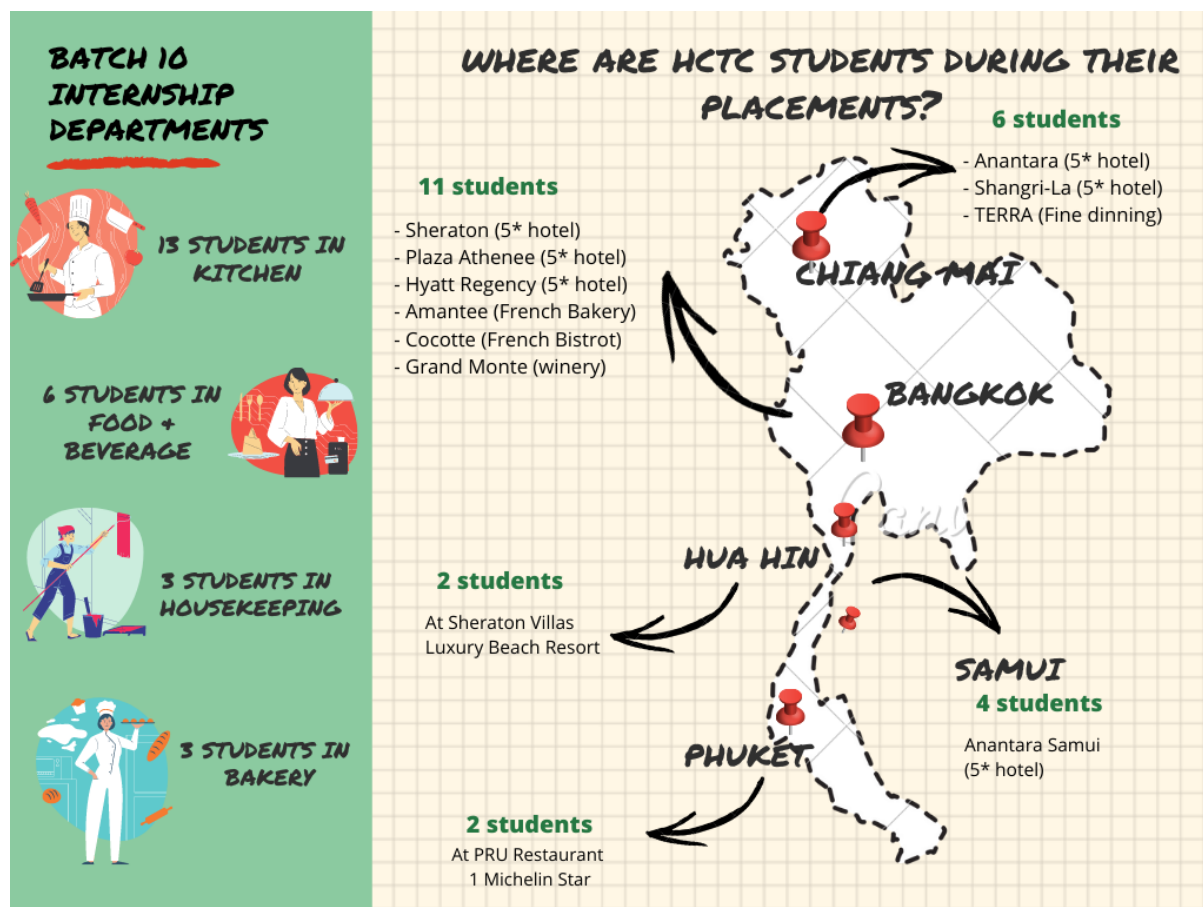 BATCH 10
INTERNSHIP
DEPARTMENTS
13 STUDENTS IN
KITCHEN
6 STUDENTS IN
FOOD +
BEVERAGE
3 STUDENTS IN
HOUSEKEEPING
3 STUDENTS IN
BAKERY
WHERE ARE HCTC STUDENTS DURING THEIR
PLACEMENTS?
6 students
- Anantara (5* hotel)
- Shangri-La (5* hotel)
- TERRA (Fine dinning)
11 students
- Sheraton (5* hotel)
- Plaza Athenee (5* hotel)
- Hyatt Regency (5* hotel)
- Amantee (French Bakery)
- Cocotte (French Bistrot)
- Grand Monte (winery)
CHIANG MAI
BANGKOK
HUA HIN
2 students
At Sheraton Villas
Luxury Beach Resort
SAMUI
4 students
Anantara Samui
(5* hotel)
PHUKET
2 students
At PRU Restaurant
1 Michelin Star